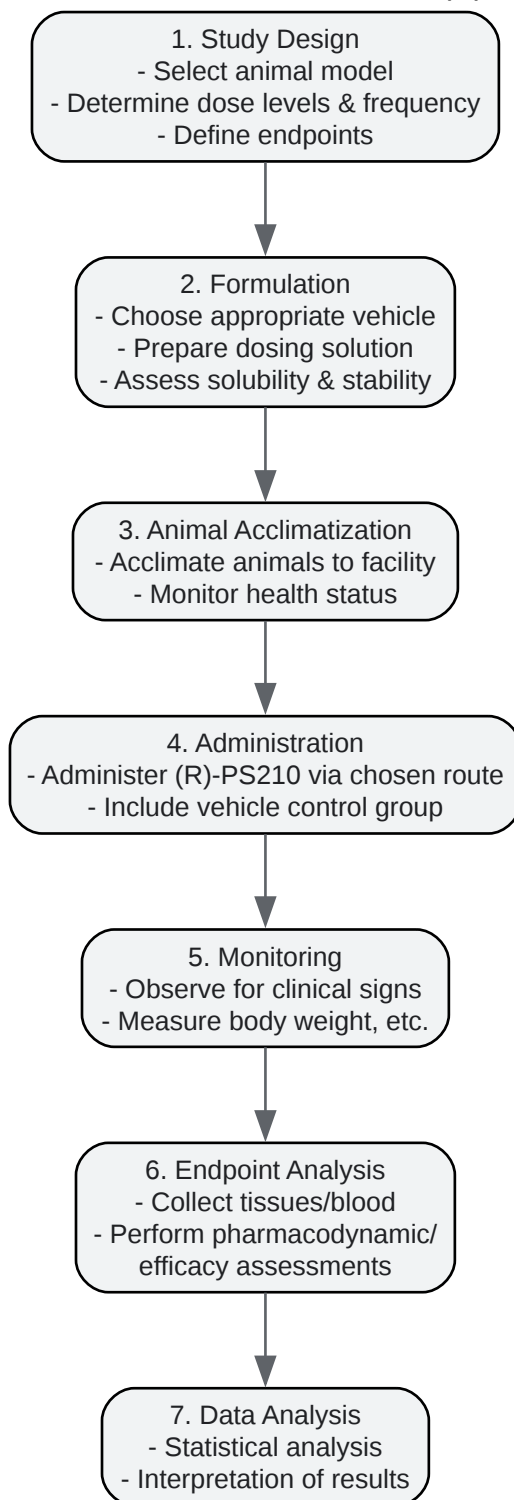 1. Study Design
- Select animal model
- Determine dose levels & frequency
- Define endpoints
2. Formulation
- Choose appropriate vehicle
- Prepare dosing solution
- Assess solubility & stability
3. Animal Acclimatization
- Acclimate animals to facility
- Monitor health status
4. Administration
- Administer (R)-PS210 via chosen route
- Include vehicle control group
5. Monitoring
- Observe for clinical signs
- Measure body weight, etc.
6. Endpoint Analysis
- Collect tissues/blood
- Perform pharmacodynamic/
efficacy assessments
7. Data Analysis
- Statistical analysis
- Interpretation of results